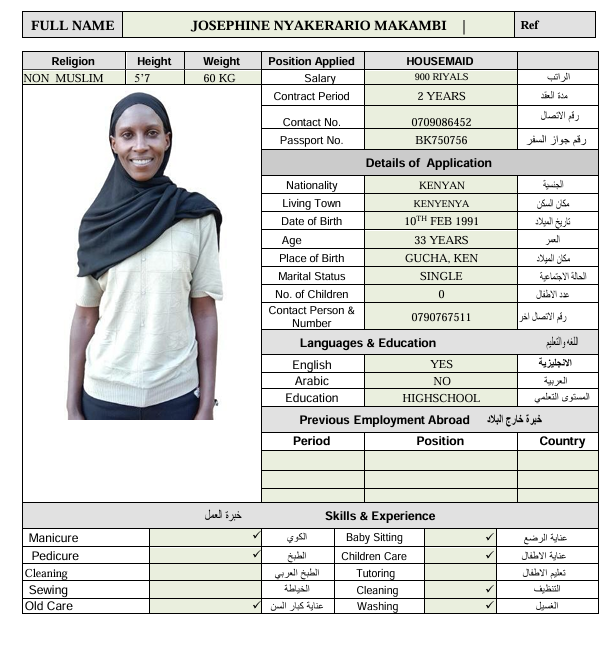 FULL NAME JOSEPHINE NYAKERARIO MAKAMBI | Ref
Religion Height Weight Position Applied HOUSEMAID
NON MUSLIM 5’7 60 KG Salary 900 RIYALS الراتب
Contract Period 2 YEARS مدة العقد
Contact No. 0709086452 رقم الاتصال
Passport No. BK750756 رقم جواز السفر
Details of Application
Nationality KENYAN الجنسية
Living Town KENYENYA مكان السكن
Date of Birth 10TH FEB 1991 تاريخ الميلاد
Age 33 YEARS العمر
Place of Birth GUCHA, KEN مكان الميلاد
Marital Status SINGLE الحالة الاجتماعية
No. of Children 0 عدد الاطفال
Contact Person & Number 0790767511 رقم الاتصال اخر
Languages & Education اللغه والتعليم
English YES الانجليزية
Arabic NO العربية
Education HIGHSCHOOL المستوى التعلمي
Previous Employment Abroad خبرة خارج البلاد
Period Position Country
خبرة العمل Skills & Experience
Manicure ✓ الكوي Baby Sitting ✓ عناية الرضع
Pedicure ✓ الطبخ Children Care ✓ عناية الاطفال
Cleaning الطبخ العربي Tutoring تعليم الاطفال
Sewing الخياطة Cleaning ✓ التنظيف
Old Care ✓ عناية كبار السن Washing ✓ الغسيل